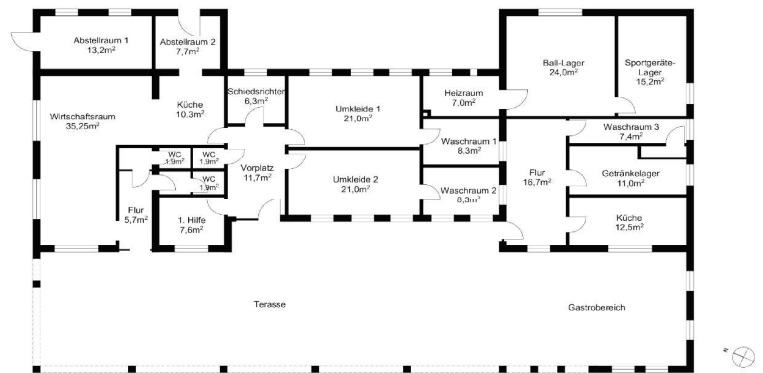 Abstellraum 1
13,2m²
Abstellraum 2
7,7m²
Ball-Lager
24,0m²
Sportgeräte-
Lager
15,2m²
Wirtschaftsraum
35,25m²
Küche
10,3m²
Schiedsrichter
6,3m²
Umkleide 1
21,0m²
Heizraum
7,0m²
Waschraum 1
8,3m²
Waschraum 3
7,4m²
WC
1,9m²
WC
1,9m²
WC
1,9m²
Vorplatz
11,7m²
Umkleide 2
21,0m²
Waschraum 2
8,3m²
Flur
16,7m²
Getränkelager
11,0m²
Flur
5,7m²
1. Hilfe
7,6m²
Küche
12,5m²
Terasse
Gastrobereich
N